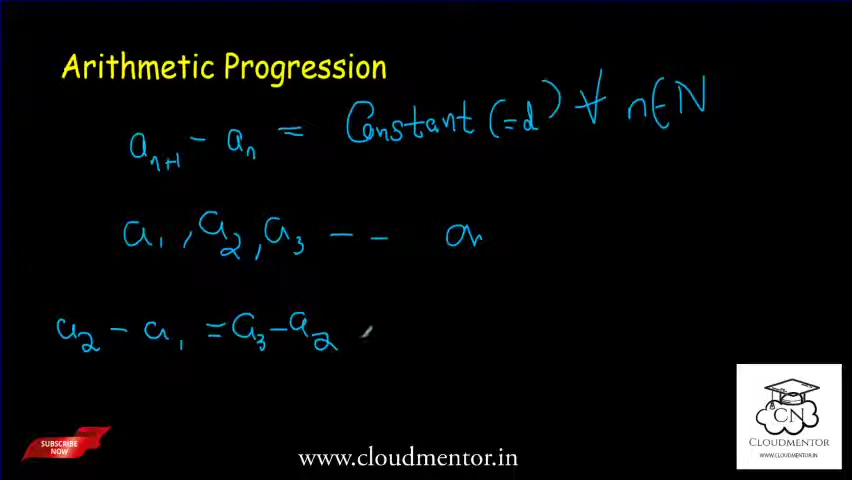 Arithmetic Progression
aₙ₊₁ - aₙ = Constant (=d) ∀ n∈N
a₁, a₂, a₃ -- an
a₂ - a₁ = a₃ - a₂
SUBSCRIBE
NOW
CN
CLOUDMENTOR
WWW.CLOUDMENTOR.IN
www.cloudmentor.in